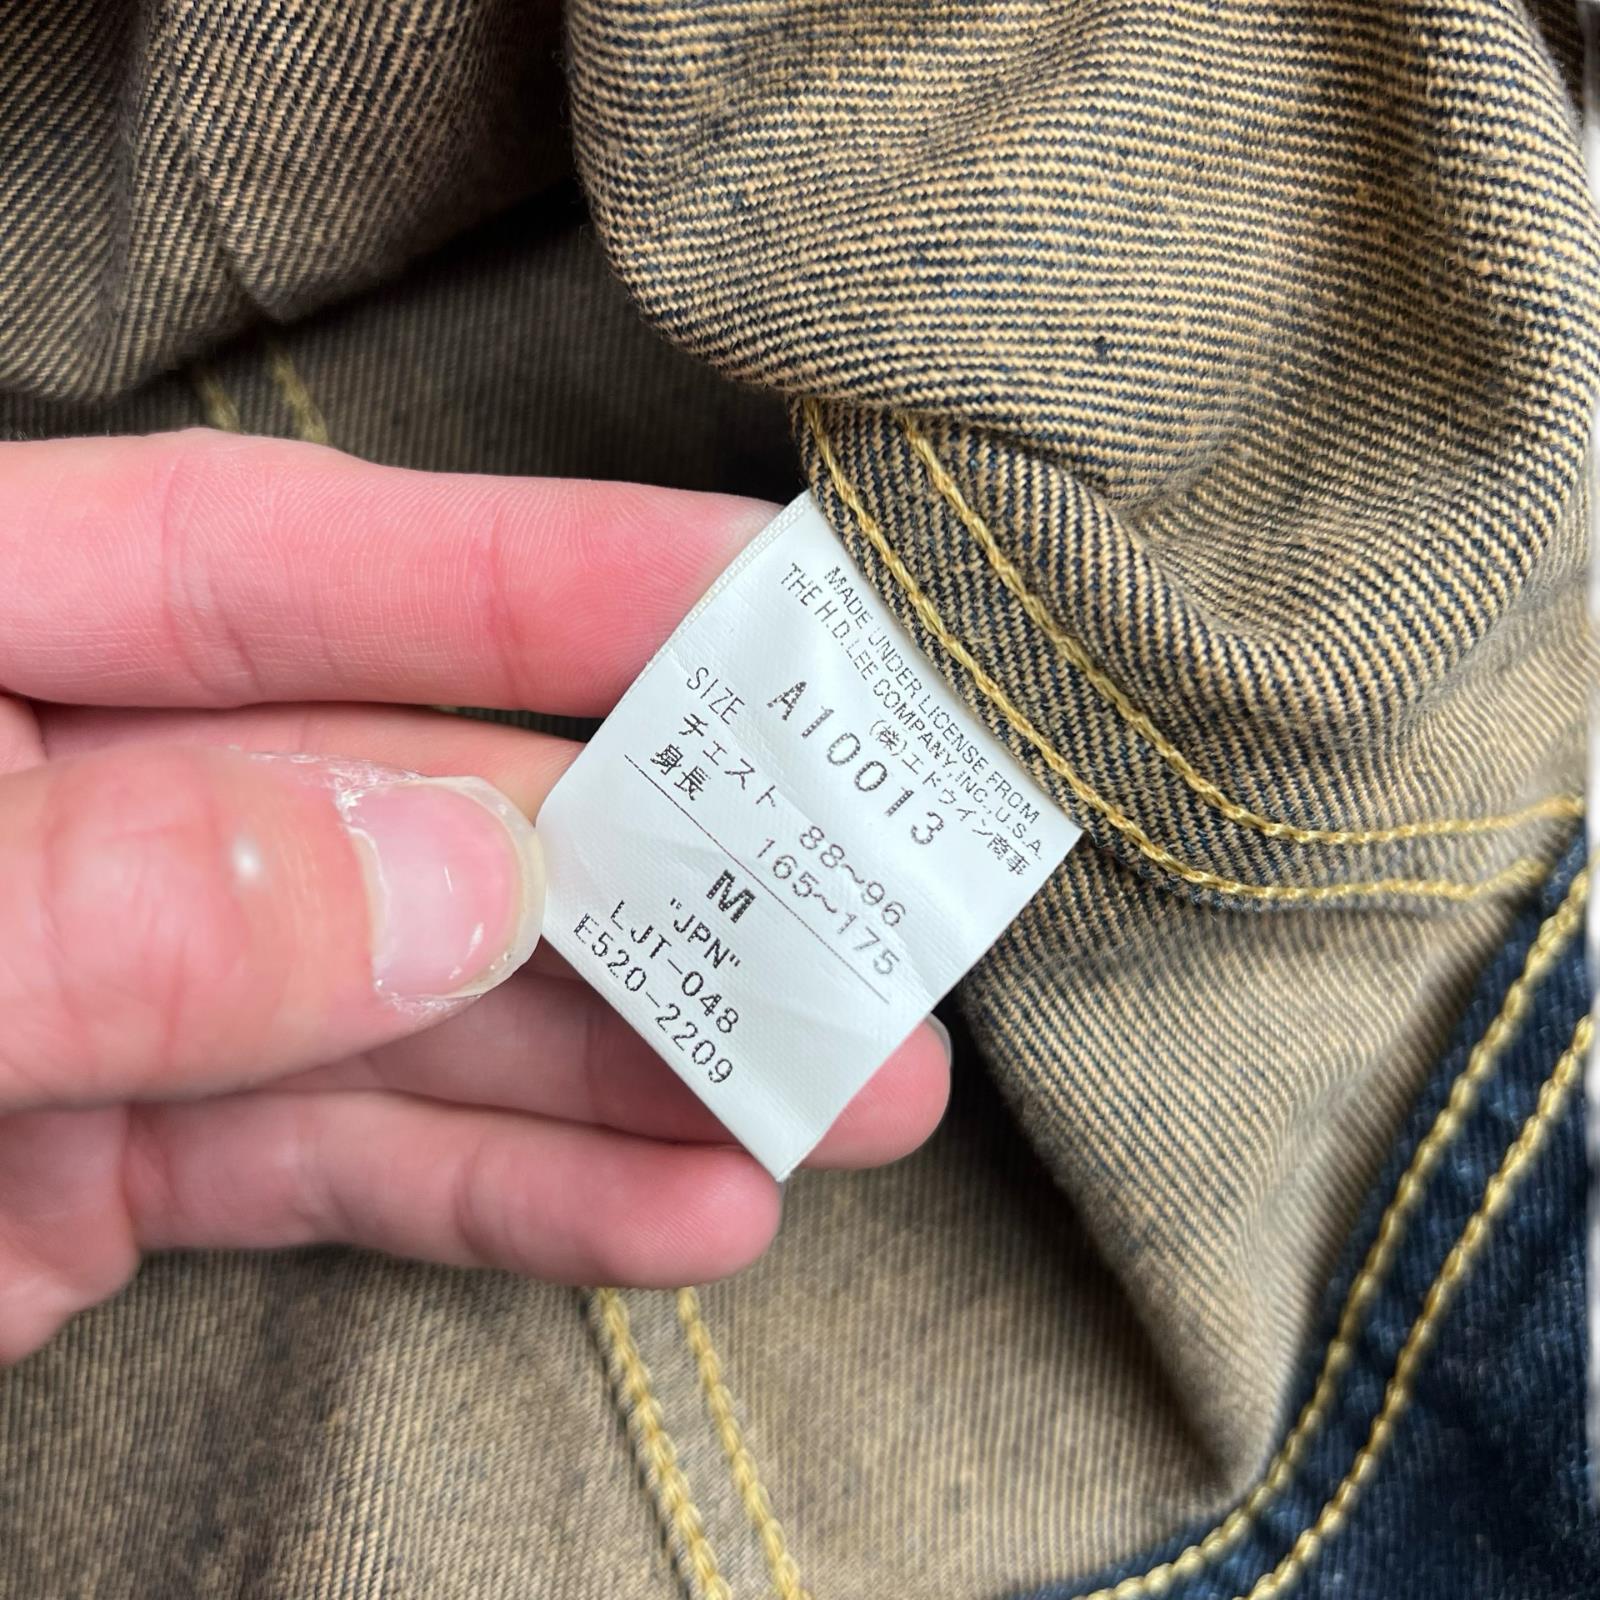 MADE UNDER LICENSE FROM
THE H.D.LEE COMPANY,INC.,U.S.A.
(株)エドウイン商事
A10013
SIZE
チェスト 88~96
身長 165~175
M
"JPN"
LJT-048
E520-2209